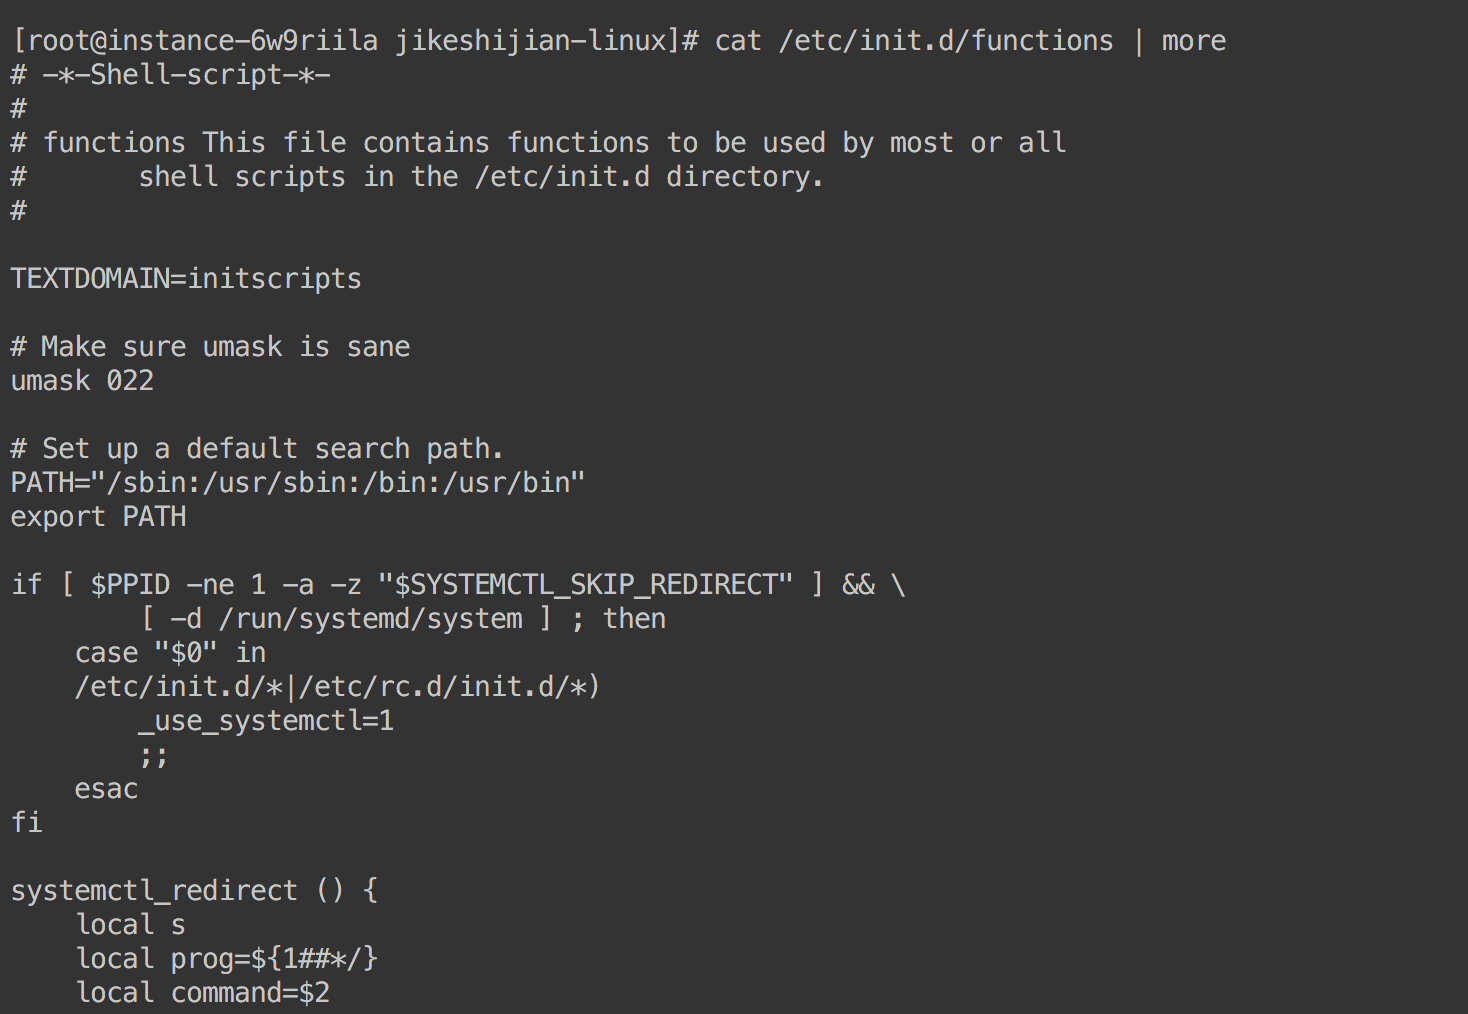 [root@instance-6w9riila jikeshijian-linux]# cat /etc/init.d/functions | more
# -*-Shell-script-*-
#
# functions This file contains functions to be used by most or all
#       shell scripts in the /etc/init.d directory.
#

TEXTDOMAIN=initscripts

# Make sure umask is sane
umask 022

# Set up a default search path.
PATH="/sbin:/usr/sbin:/bin:/usr/bin"
export PATH

if [ $PPID -ne 1 -a -z "$SYSTEMCTL_SKIP_REDIRECT" ] && \
        [ -d /run/systemd/system ] ; then
    case "$0" in
    /etc/init.d/*|/etc/rc.d/init.d/*)
        _use_systemctl=1
        ;;
    esac
fi

systemctl_redirect () {
    local s
    local prog=${1##*/}
    local command=$2